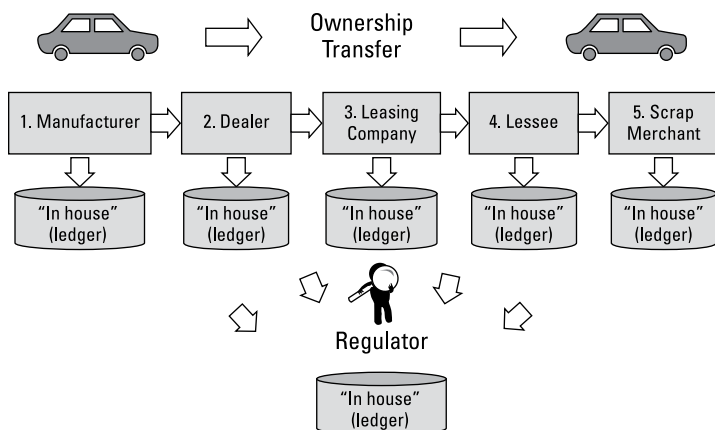 Ownership
Transfer
1. Manufacturer
2. Dealer
3. Leasing
Company
4. Lessee
5. Scrap
Merchant
“In house”
(ledger)
“In house”
(ledger)
“In house”
(ledger)
“In house”
(ledger)
“In house”
(ledger)
Regulator
“In house”
(ledger)